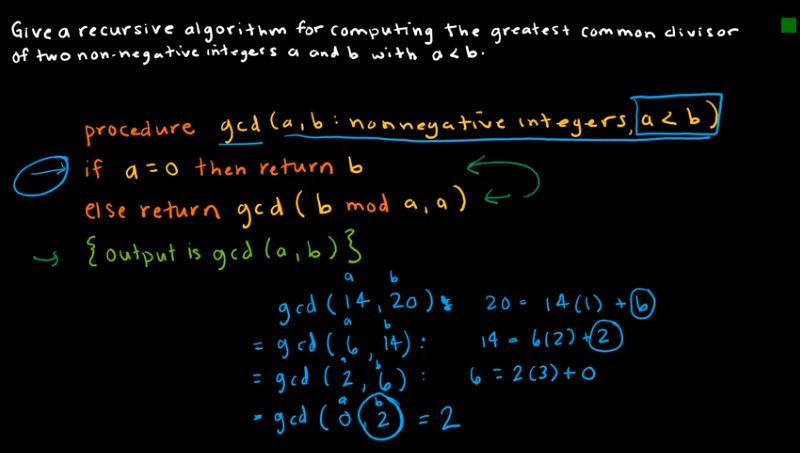 Give a recursive algorithm for computing the greatest common divisor
of two non-negative integers a and b with a<b.
procedure gcd(a,b: nonnegative integers, a<b)
if a=0 then return b
else return gcd(b mod a, a)
{output is gcd(a,b)}
a b
gcd(14,20): 20 = 14(1)+6
a b
= gcd(6,14): 14 = 6(2)+2
a b
= gcd(2,6): 6 = 2(3)+0
a b
= gcd(0,2) = 2